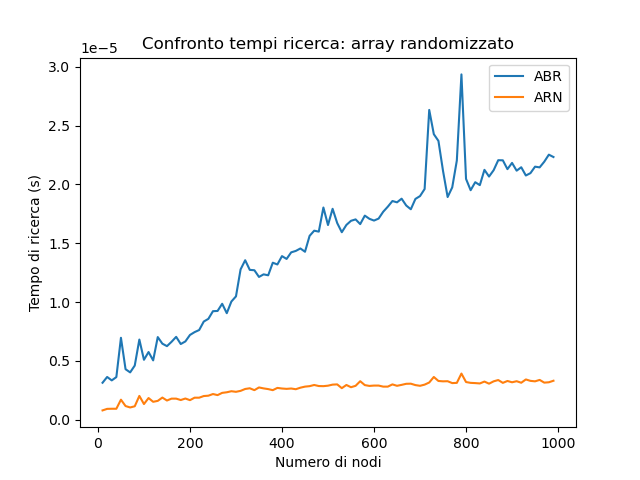 Confronto tempi ricerca: array randomizzato
1e−5
3.0
2.5
2.0
1.5
1.0
0.5
0.0
Tempo di ricerca (s)
ABR
ARN
0 200 400 600 800 1000
Numero di nodi